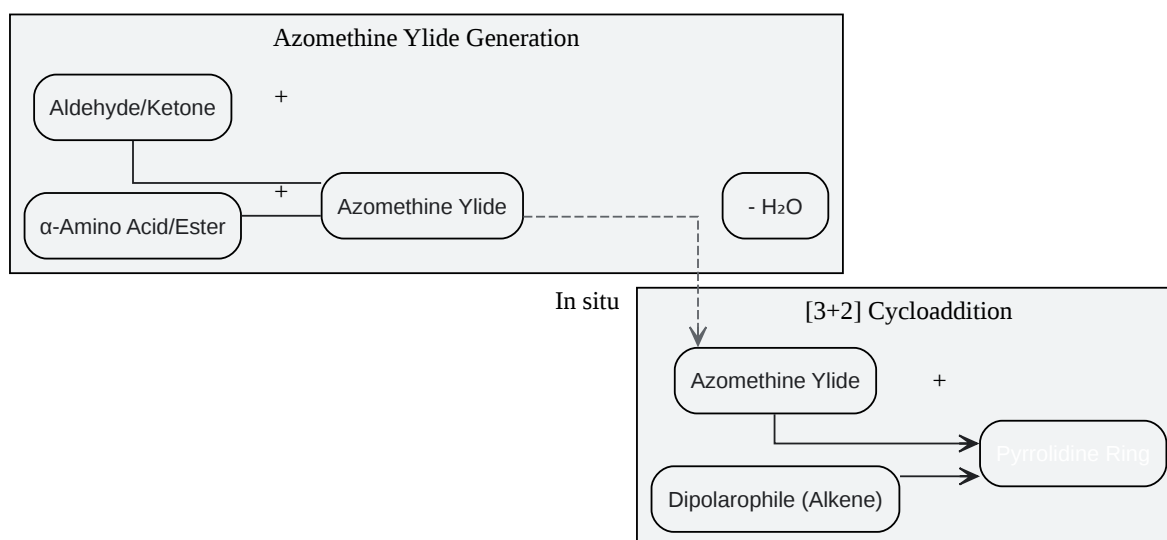 Azomethine Ylide Generation
Aldehyde/Ketone
+
+
α-Amino Acid/Ester
Azomethine Ylide
- H₂O
In situ
[3+2] Cycloaddition
Azomethine Ylide
+
Pyrrolidine Ring
Dipolarophile (Alkene)